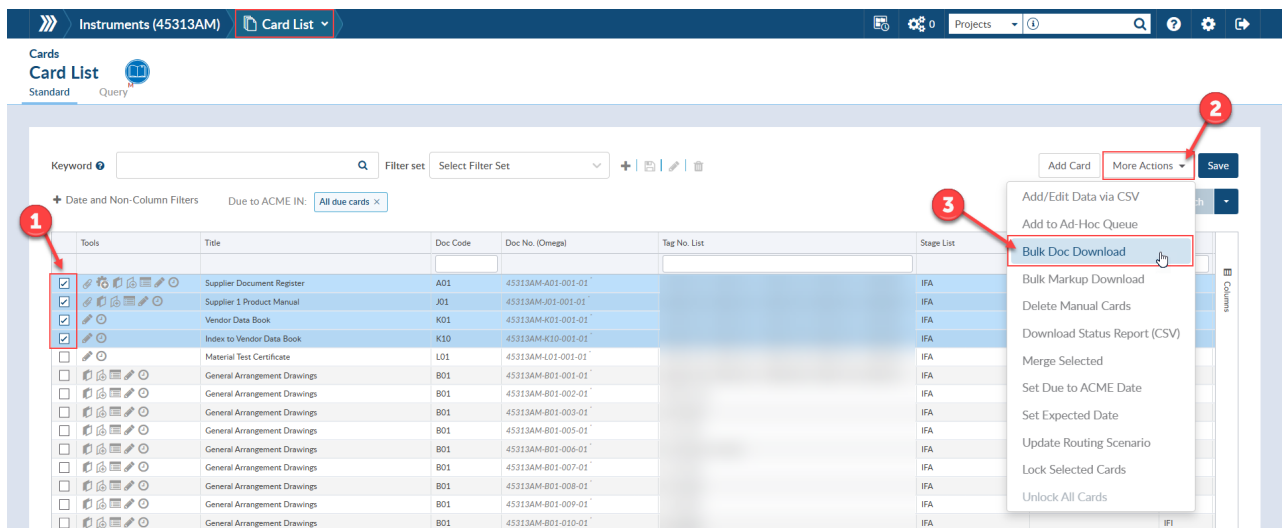 Instruments (45313AM) Card List 0 Projects
Cards
Card List
M
Standard Query
2
Keyword Filter set Select Filter Set Add Card More Actions Save
+ Date and Non-Column Filters Due to ACME IN: All due cards × Add/Edit Data via CSV
1 3 Add to Ad-Hoc Queue
Tools Title Doc Code Doc No. (Omega) Tag No. List Stage List Bulk Doc Download
Columns
Supplier Document Register A01 45313AM-A01-001-01 IFA Bulk Markup Download
Supplier 1 Product Manual J01 45313AM-J01-001-01 IFA Delete Manual Cards
Vendor Data Book K01 45313AM-K01-001-01 IFA Download Status Report (CSV)
Index to Vendor Data Book K10 45313AM-K10-001-01 IFA
Material Test Certificate L01 45313AM-L01-001-01 IFA Merge Selected
General Arrangement Drawings B01 45313AM-B01-001-01 IFA Set Due to ACME Date
General Arrangement Drawings B01 45313AM-B01-002-01 IFA
General Arrangement Drawings B01 45313AM-B01-003-01 IFA Set Expected Date
General Arrangement Drawings B01 45313AM-B01-005-01 IFA
General Arrangement Drawings B01 45313AM-B01-006-01 IFA Update Routing Scenario
General Arrangement Drawings B01 45313AM-B01-007-01 IFA Lock Selected Cards
General Arrangement Drawings B01 45313AM-B01-008-01 IFA
General Arrangement Drawings B01 45313AM-B01-009-01 IFA Unlock All Cards
General Arrangement Drawings B01 45313AM-B01-010-01 IFA IFI